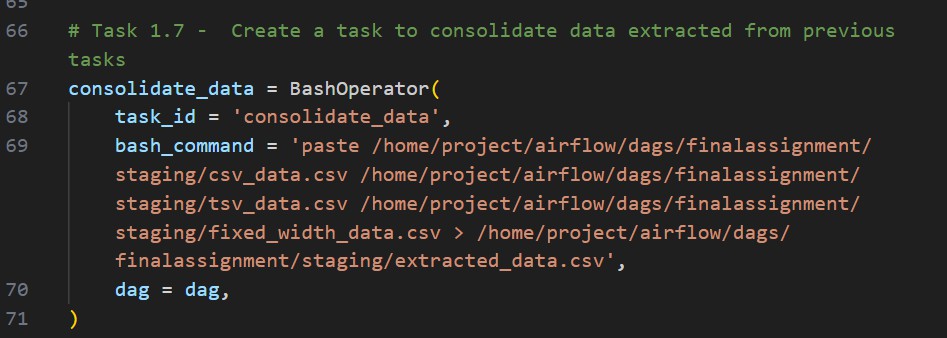 65
66 # Task 1.7 -  Create a task to consolidate data extracted from previous
tasks
67 consolidate_data = BashOperator(
68     task_id = 'consolidate_data',
69     bash_command = 'paste /home/project/airflow/dags/finalassignment/
staging/csv_data.csv /home/project/airflow/dags/finalassignment/
staging/tsv_data.csv /home/project/airflow/dags/finalassignment/
staging/fixed_width_data.csv > /home/project/airflow/dags/
finalassignment/staging/extracted_data.csv',
70     dag = dag,
71 )